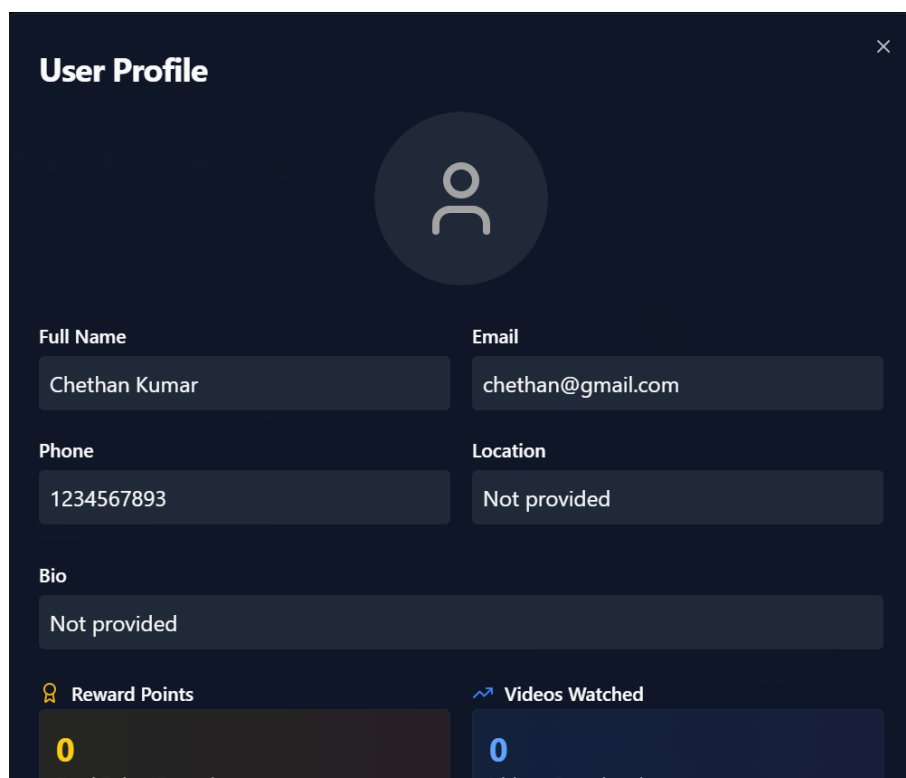 User Profile
Full Name
Email
Chethan Kumar
chethan@gmail.com
Phone
Location
1234567893
Not provided
Bio
Not provided
Reward Points
Videos Watched
0
0